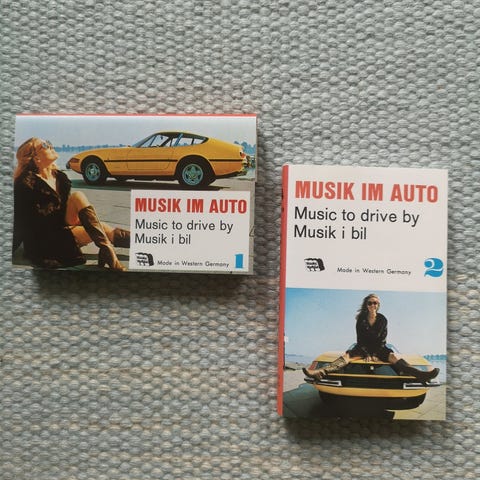 MUSIK IM AUTO
Music to drive by
Musik i bil
Made in Western Germany
1
MUSIK IM AUTO
Music to drive by
Musik i bil
Made in Western Germany
2